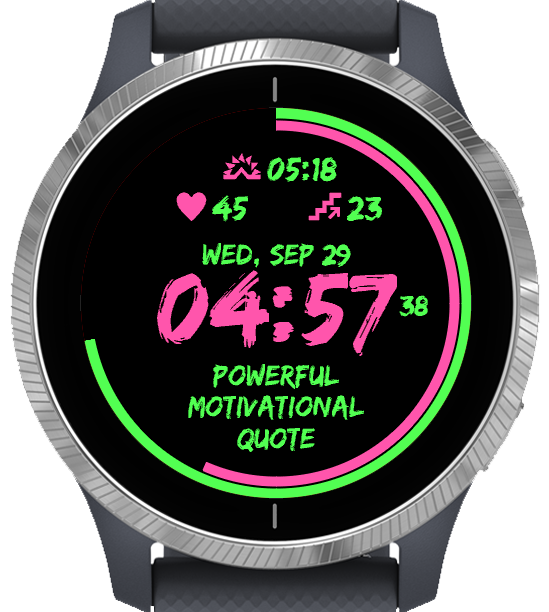 05:18
45 23
WED, SEP 29
04:57 38
POWERFUL
MOTIVATIONAL
QUOTE